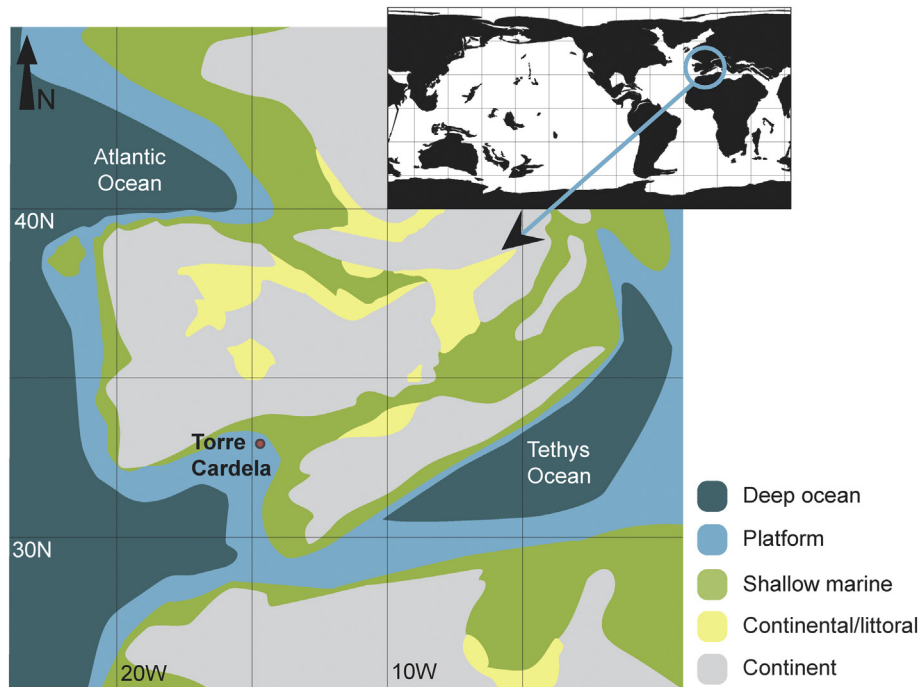 N
Atlantic
Ocean
40N
Torre
Cardela
Tethys
Ocean
30N
20W
10W
Deep ocean
Platform
Shallow marine
Continental/littoral
Continent